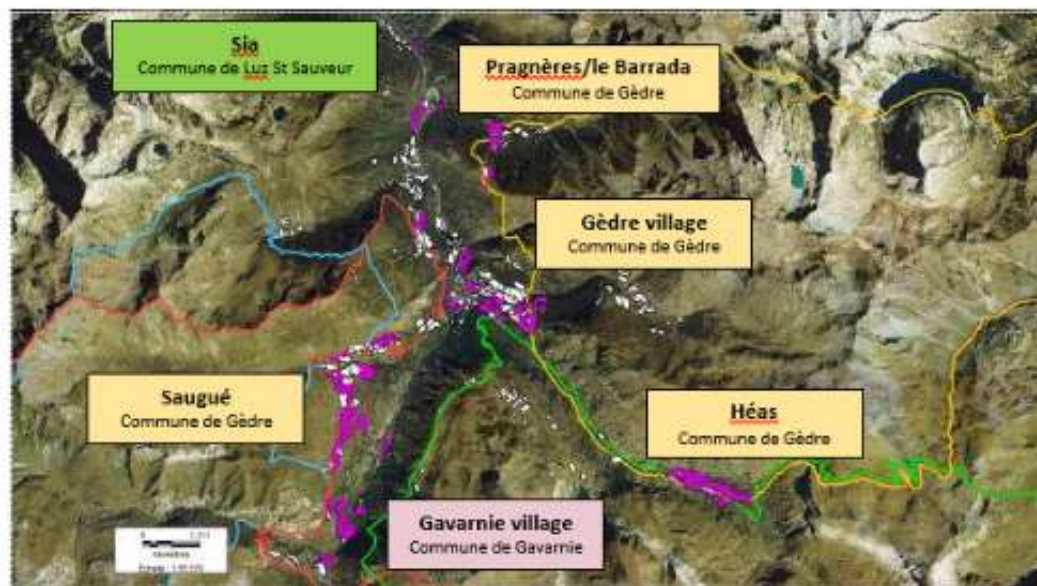 Sia
Commune de Luz St Sauveur
Pragnères/le Barrada
Commune de Gèdre
Gèdre village
Commune de Gèdre
Saugué
Commune de Gèdre
Héas
Commune de Gèdre
Gavarnie village
Commune de Gavarnie